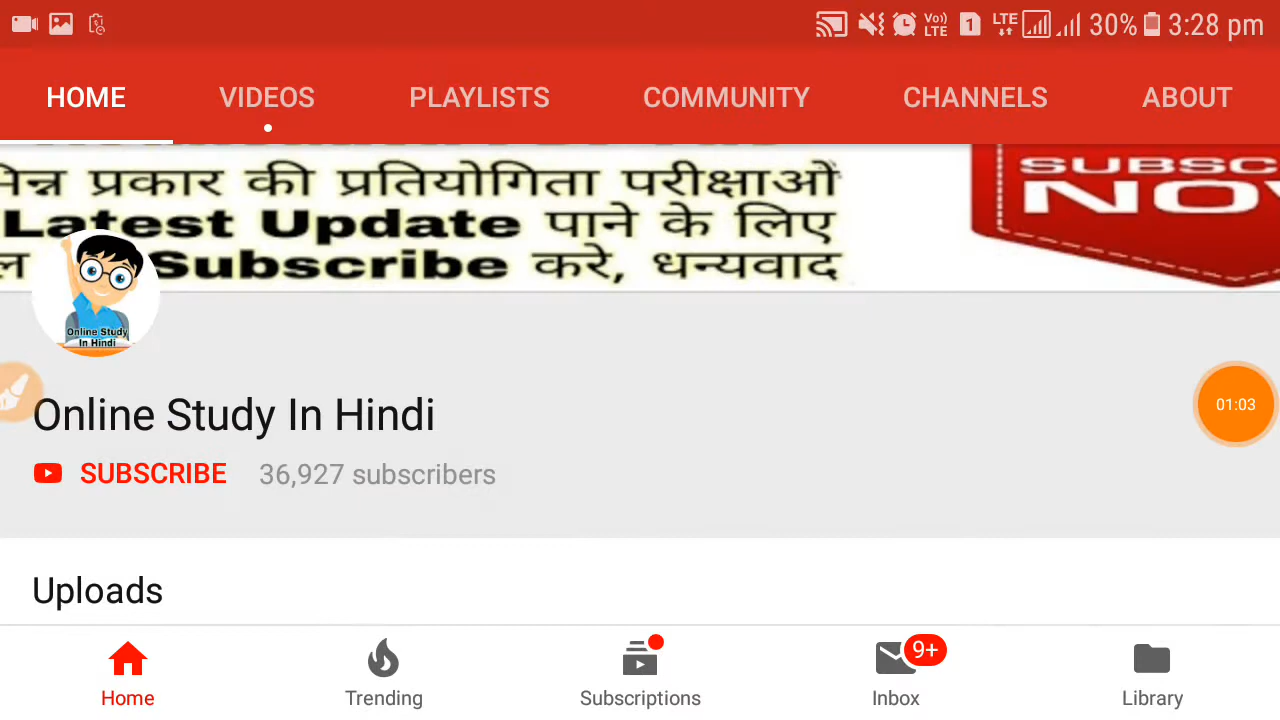 30% 3:28 pm
HOME VIDEOS PLAYLISTS COMMUNITY CHANNELS ABOUT
प्रकार की प्रतियोगिता परीक्षाओं
Latest Update पाने के लिए
Subscribe करे, धन्यवाद
NOW
Online Study
In Hindi
01:03
Online Study In Hindi
SUBSCRIBE 36,927 subscribers
Uploads
9+
Home Trending Subscriptions Inbox Library